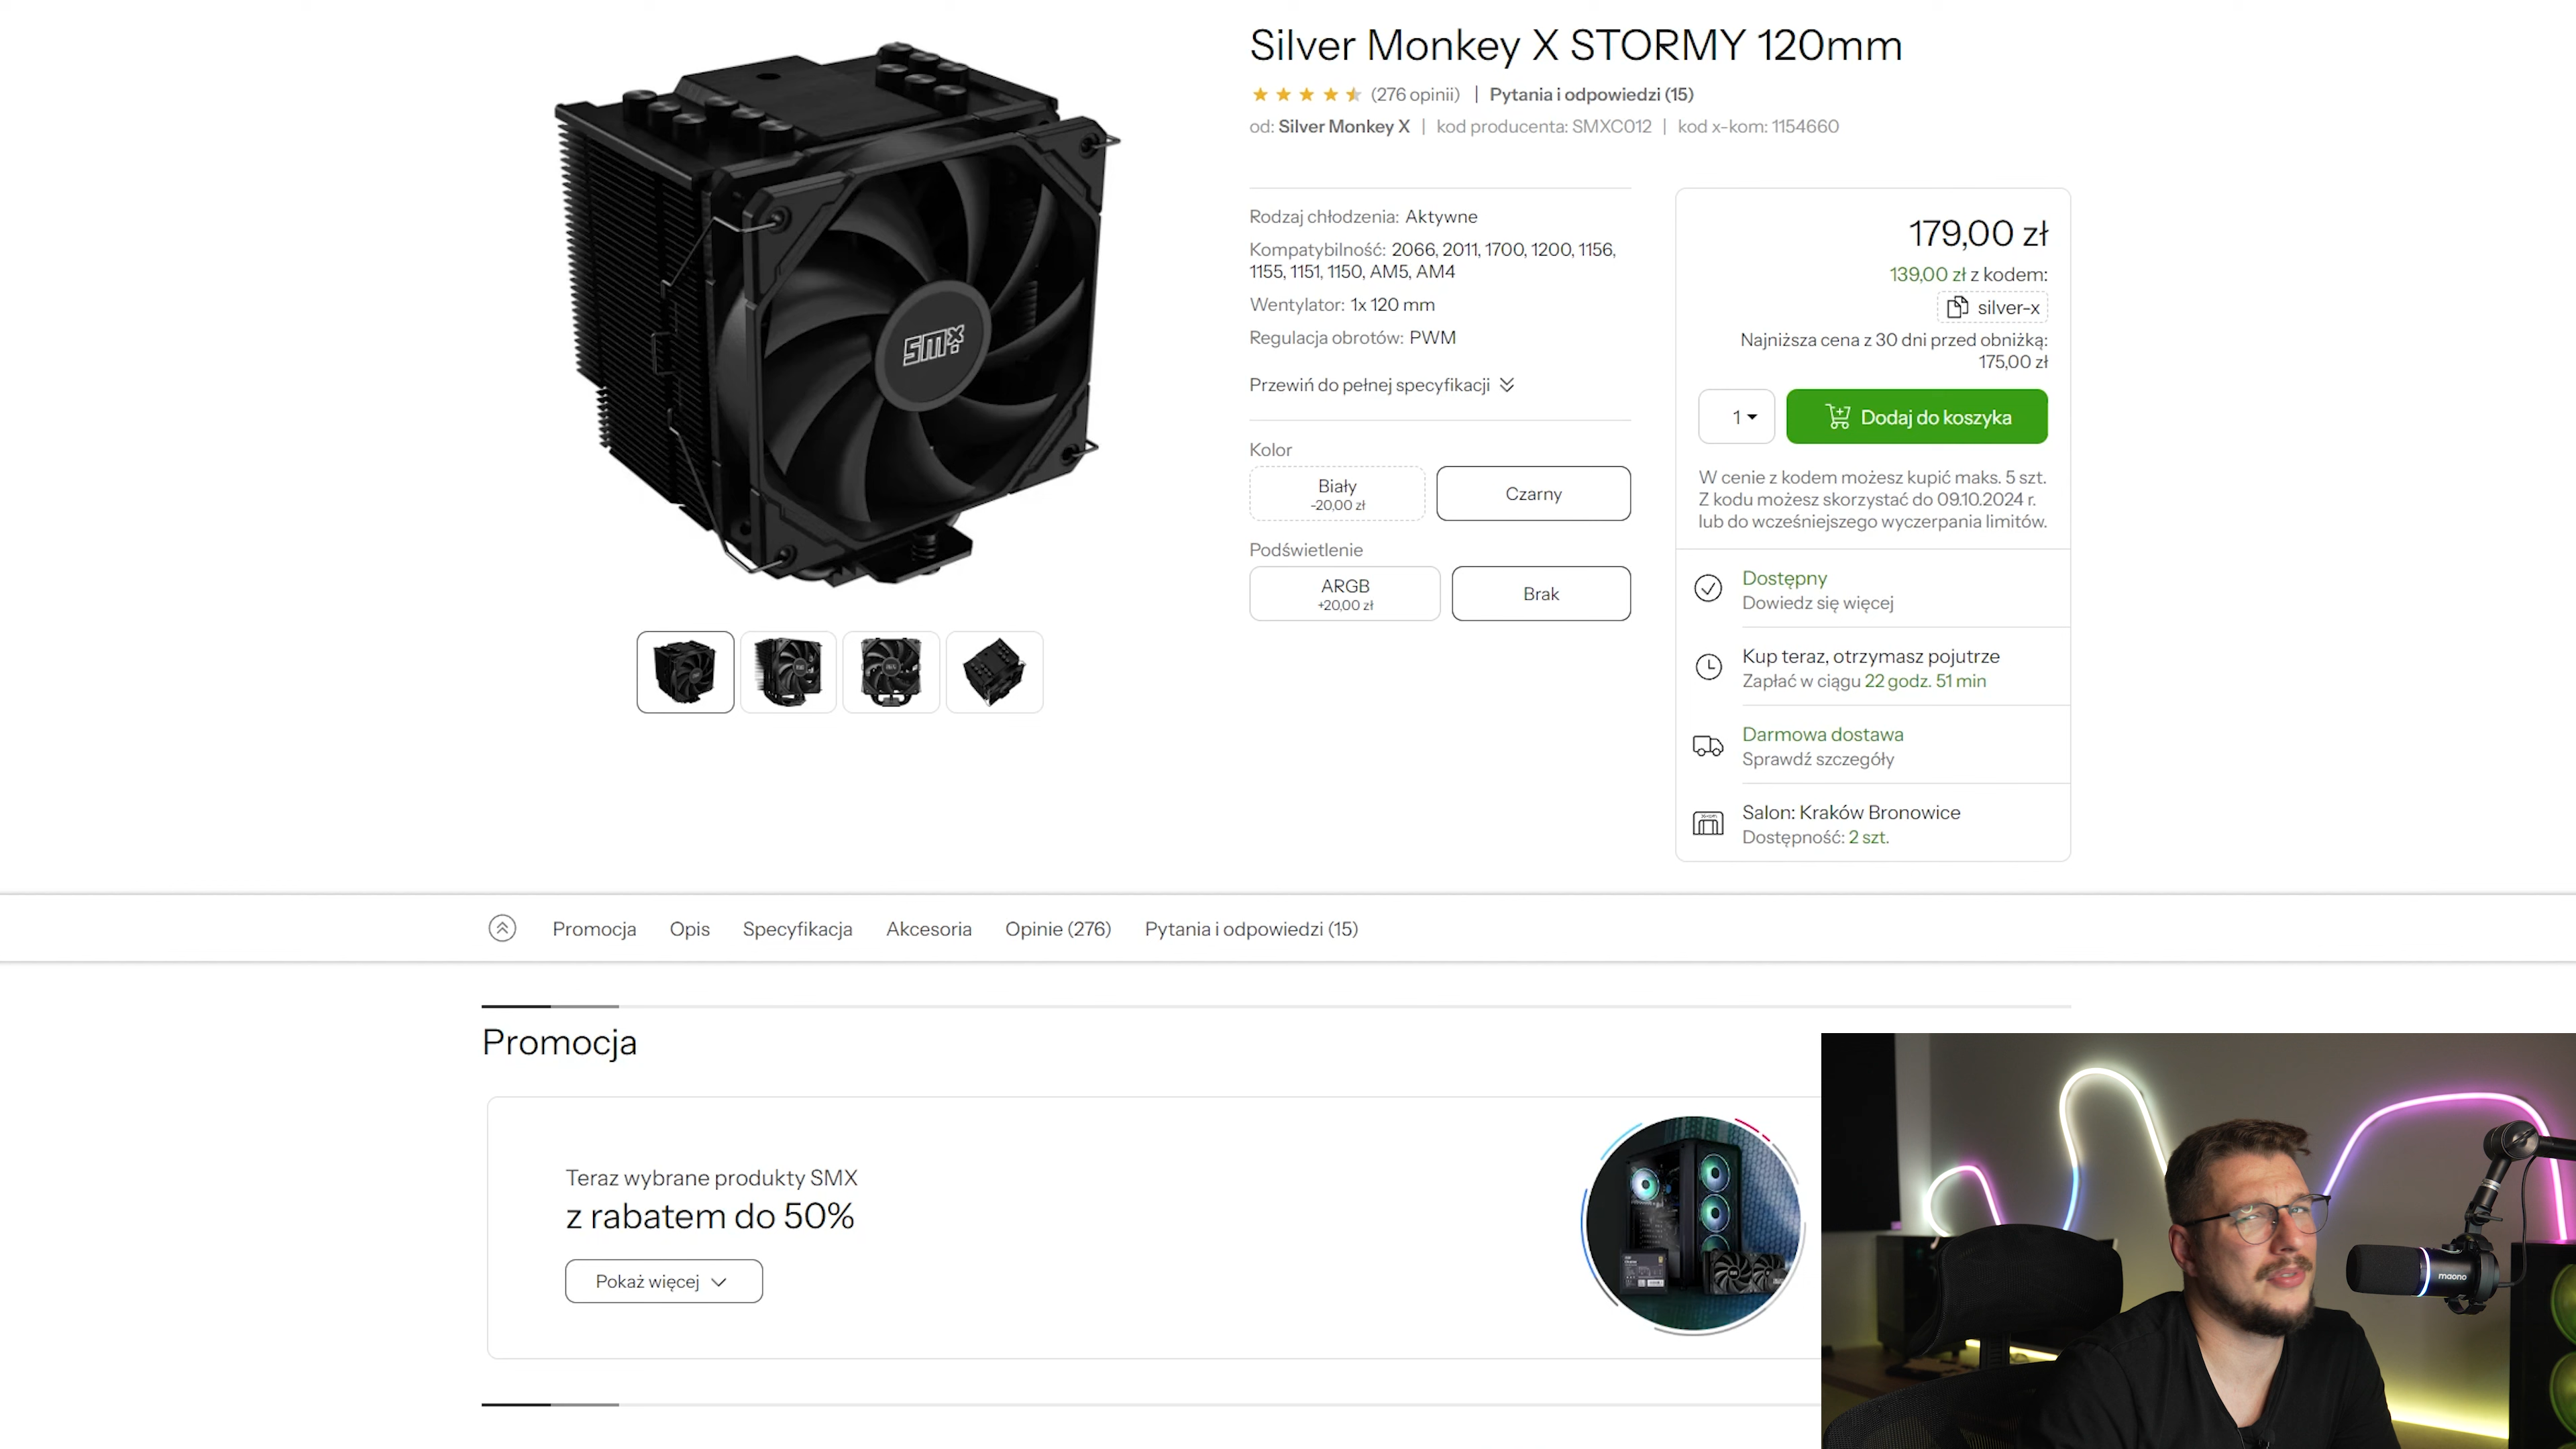 Silver Monkey X STORMY 120mm
(276 opinii) | Pytania i odpowiedzi (15)
od: Silver Monkey X | kod producenta: SMXC012 | kod x-kom: 1154660
SMX
Rodzaj chłodzenia: Aktywne
Kompatybilność: 2066, 2011, 1700, 1200, 1156,
1155, 1151, 1150, AM5, AM4
Wentylator: 1x 120 mm
Regulacja obrotów: PWM
Przewiń do pełnej specyfikacji
Kolor
Biały
-20,00 zł
Czarny
Podświetlenie
ARGB
+20,00 zł
Brak
179,00 zł
139,00 zł z kodem:
silver-x
Najniższa cena z 30 dni przed obniżką:
175,00 zł
1
Dodaj do koszyka
W cenie z kodem możesz kupić maks. 5 szt.
Z kodu możesz skorzystać do 09.10.2024 r.
lub do wcześniejszego wyczerpania limitów.
Dostępny
Dowiedz się więcej
Kup teraz, otrzymasz pojutrze
Zapłać w ciągu 22 godz. 51 min
Darmowa dostawa
Sprawdź szczegóły
Salon: Kraków Bronowice
Dostępność: 2 szt.
Promocja
Opis
Specyfikacja
Akcesoria
Opinie (276)
Pytania i odpowiedzi (15)
Promocja
Teraz wybrane produkty SMX
z rabatem do 50%
Pokaż więcej
maono